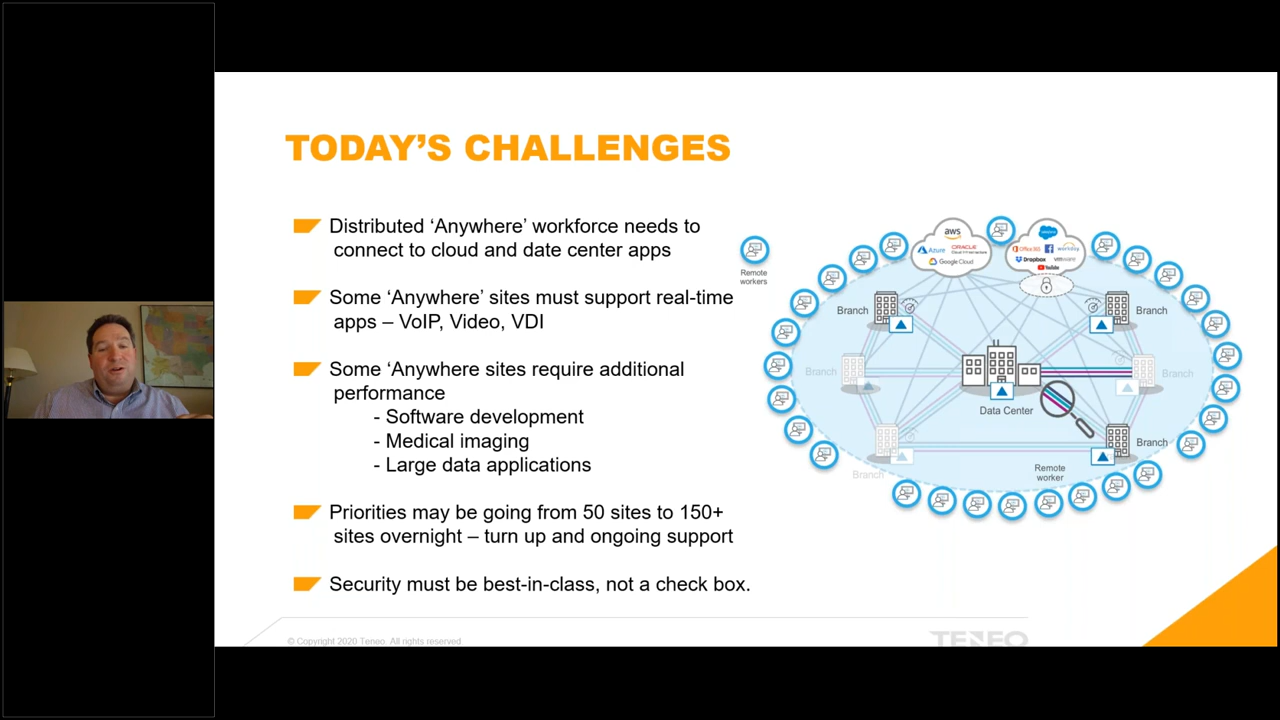 TODAY'S CHALLENGES
Distributed ‘Anywhere’ workforce needs to
connect to cloud and date center apps
Some ‘Anywhere’ sites must support real-time
apps – VoIP, Video, VDI
Some ‘Anywhere sites require additional
performance
- Software development
- Medical imaging
- Large data applications
Priorities may be going from 50 sites to 150+
sites overnight – turn up and ongoing support
Security must be best-in-class, not a check box.
Remote
workers
aws
Azure
ORACLE
Google Cloud
salesforce
Office 365
workday
Dropbox
vmware
YouTube
Branch
Branch
Branch
Branch
Data Center
Branch
Branch
Remote
worker
© Copyright 2020 Teneo. All rights reserved.
TENEO